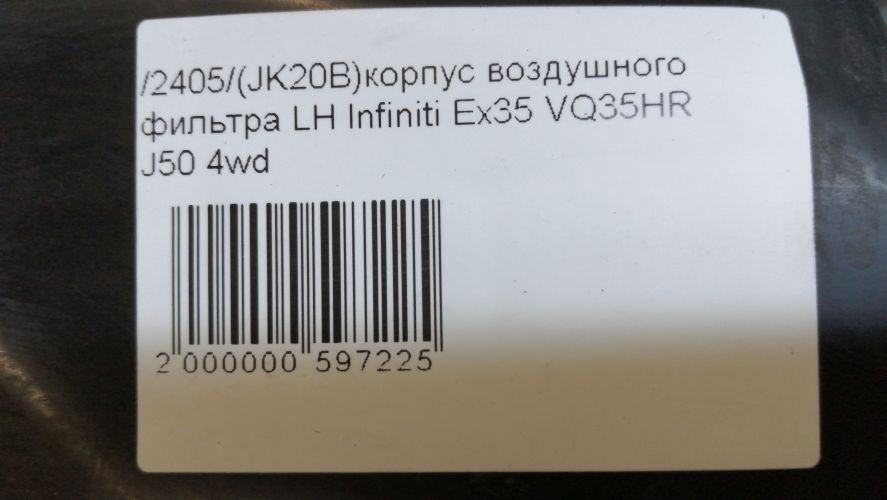 /2405/(JK20B)корпус воздушного
фильтра LH Infiniti Ex35 VQ35HR
J50 4wd
2 000000 597225